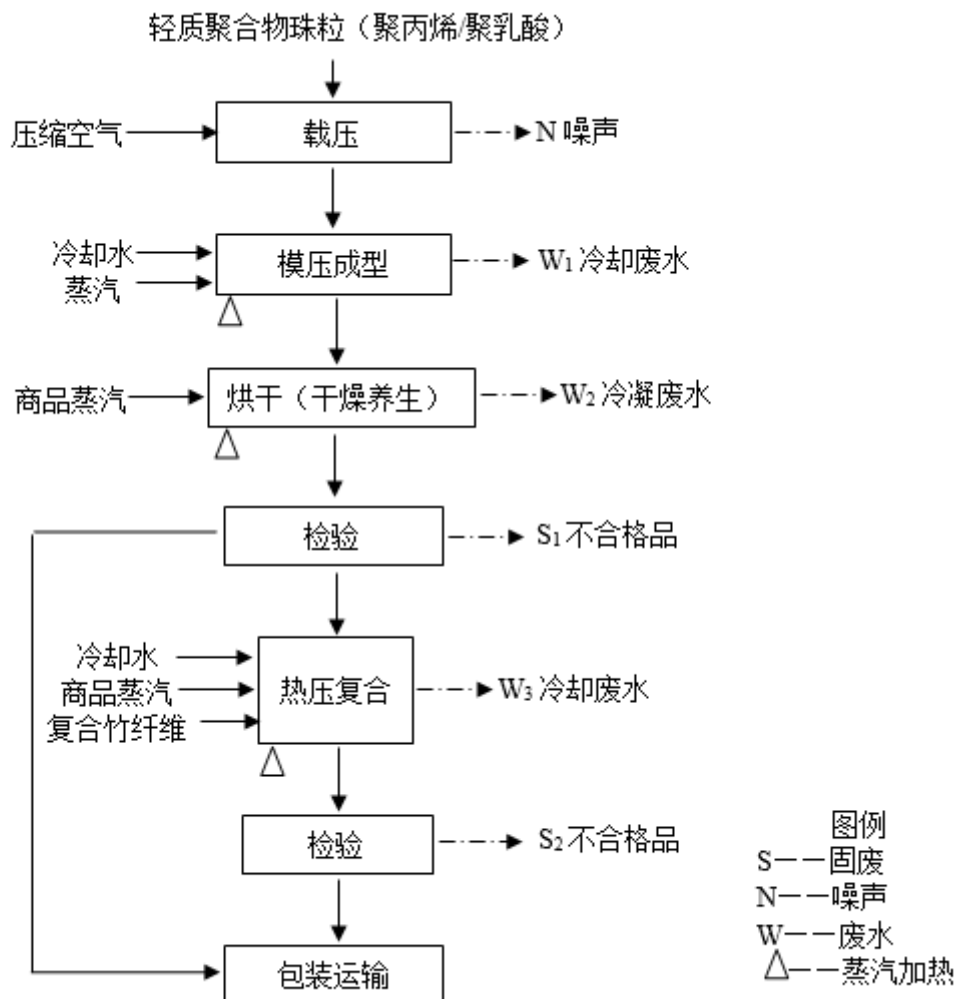 轻质聚合物珠粒（聚丙烯/聚乳酸）
压缩空气
载压
N 噪声
冷却水
蒸汽
模压成型
W1 冷却废水
商品蒸汽
烘干（干燥养生）
W2 冷凝废水
检验
S1 不合格品
冷却水
商品蒸汽
复合竹纤维
热压复合
W3 冷却废水
检验
S2 不合格品
包装运输
图例
S——固废
N——噪声
W——废水
△——蒸汽加热